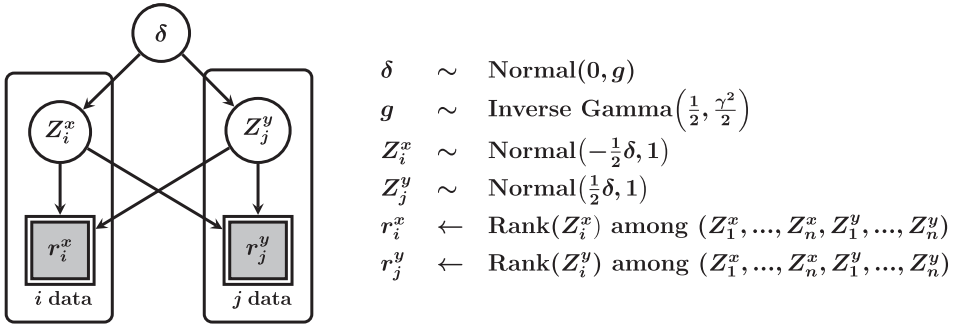 δ
Z_i^x
Z_j^y
r_i^x
r_j^y
i data
j data
δ ∼ Normal(0, g)
g ∼ Inverse Gamma(1/2, γ²/2)
Z_i^x ∼ Normal(−1/2 δ, 1)
Z_j^y ∼ Normal(1/2 δ, 1)
r_i^x ← Rank(Z_i^x) among (Z_1^x, ..., Z_n^x, Z_1^y, ..., Z_n^y)
r_j^y ← Rank(Z_i^y) among (Z_1^x, ..., Z_n^x, Z_1^y, ..., Z_n^y)